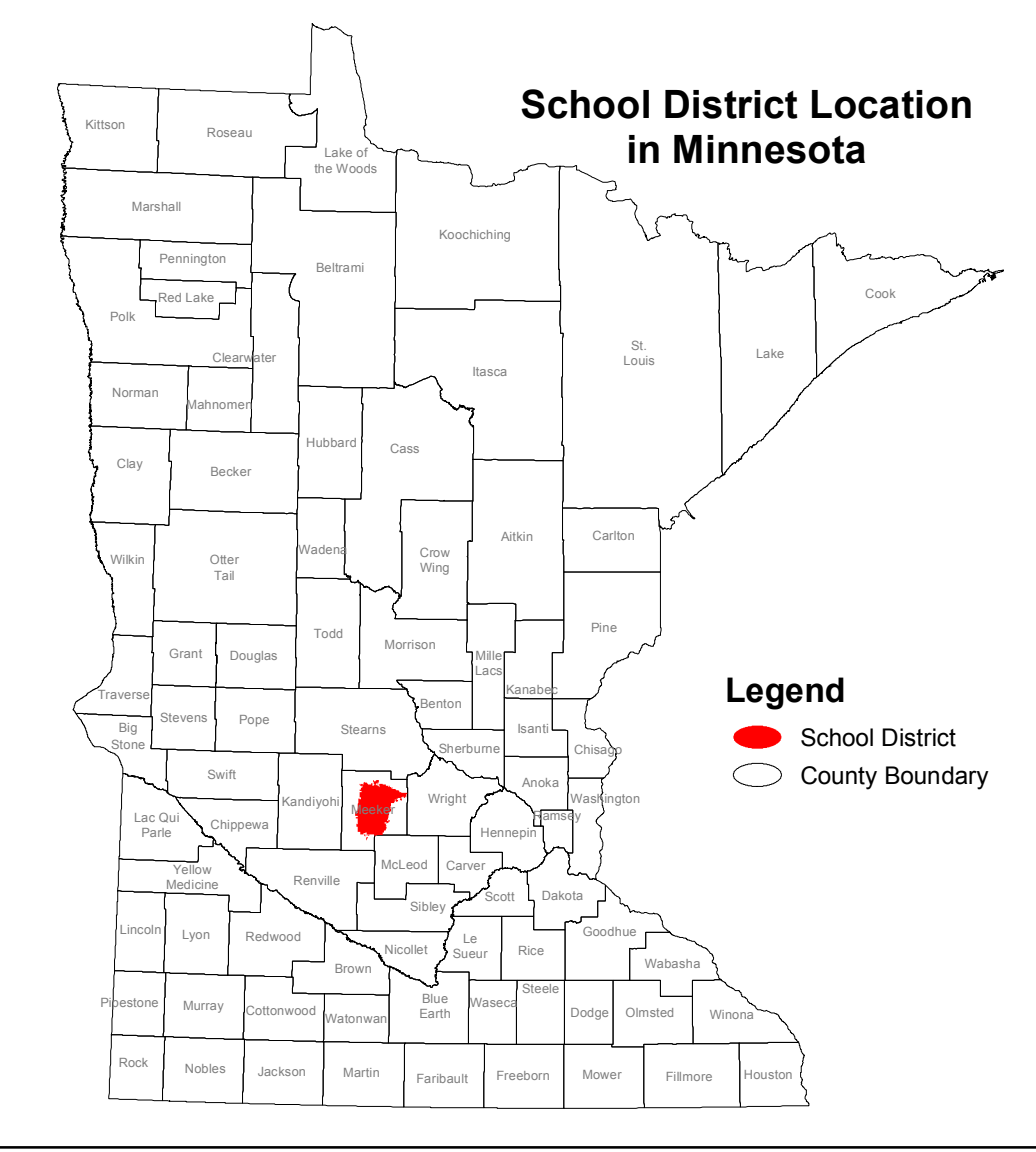 School District Location
in Minnesota
Kittson
Roseau
Lake of
the Woods
Marshall
Koochiching
Pennington
Beltrami
Red Lake
Cook
Polk
St.
Louis
Lake
Clearwater
Itasca
Norman
Mahnomen
Hubbard
Cass
Clay
Becker
Aitkin
Carlton
Wadena
Crow
Wing
Wilkin
Otter
Tail
Pine
Todd
Morrison
Grant
Douglas
Mille
Lacs
Kanabec
Traverse
Benton
Legend
Stevens
Pope
Stearns
Isanti
Big
Stone
Sherburne
Chisago
School District
Swift
Anoka
County Boundary
Kandiyohi
Meeker
Wright
Washington
Lac Qui
Parle
Chippewa
Ramsey
Hennepin
McLeod
Carver
Yellow
Medicine
Renville
Scott
Dakota
Sibley
Lincoln
Lyon
Redwood
Goodhue
Nicollet
Le
Sueur
Rice
Brown
Wabasha
Steele
Pipestone
Murray
Cottonwood
Watonwan
Blue
Earth
Waseca
Dodge
Olmsted
Winona
Rock
Nobles
Jackson
Martin
Faribault
Freeborn
Mower
Fillmore
Houston